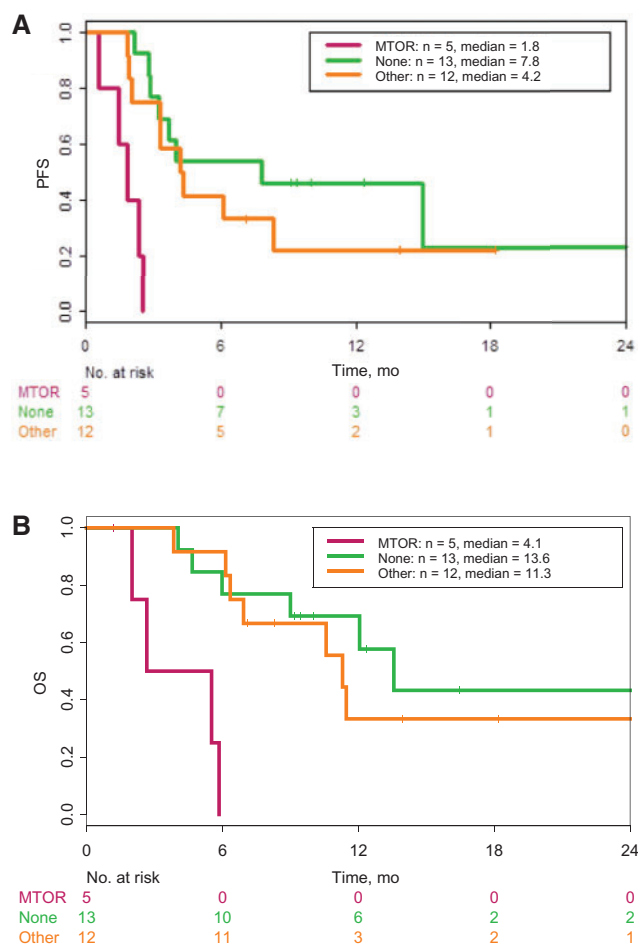 A
PFS
1.0
0.8
0.6
0.4
0.2
0.0
MTOR: n = 5, median = 1.8
None: n = 13, median = 7.8
Other: n = 12, median = 4.2
0 6 12 18 24
No. at risk Time, mo
MTOR 5 0 0 0 0
None 13 7 3 1 1
Other 12 5 2 1 0
B
OS
1.0
0.8
0.6
0.4
0.2
0.0
MTOR: n = 5, median = 4.1
None: n = 13, median = 13.6
Other: n = 12, median = 11.3
0 6 12 18 24
No. at risk Time, mo
MTOR 5 0 0 0 0
None 13 10 6 2 2
Other 12 11 3 2 1